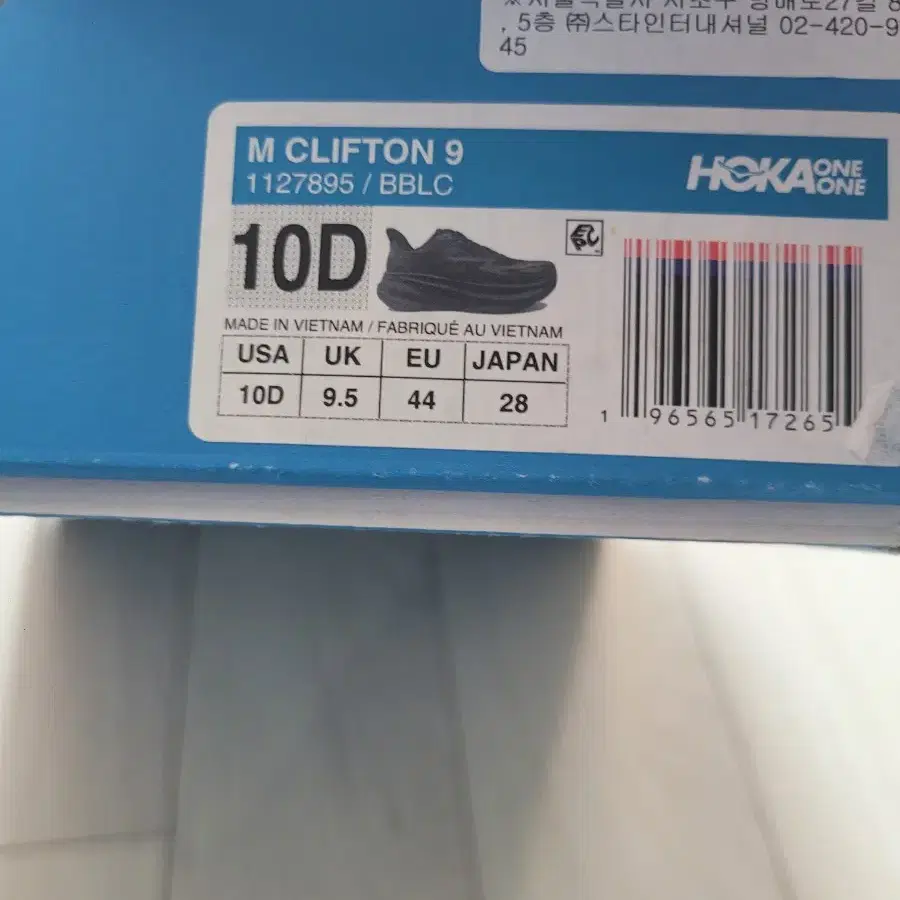 , 5층 ㈜스타인터내셔널 02-420-9
45
M CLIFTON 9
1127895 / BBLC
HOKA ONE ONE
10D
MADE IN VIETNAM / FABRIQUÉ AU VIETNAM
USA UK EU JAPAN
10D 9.5 44 28
1 96565 17265